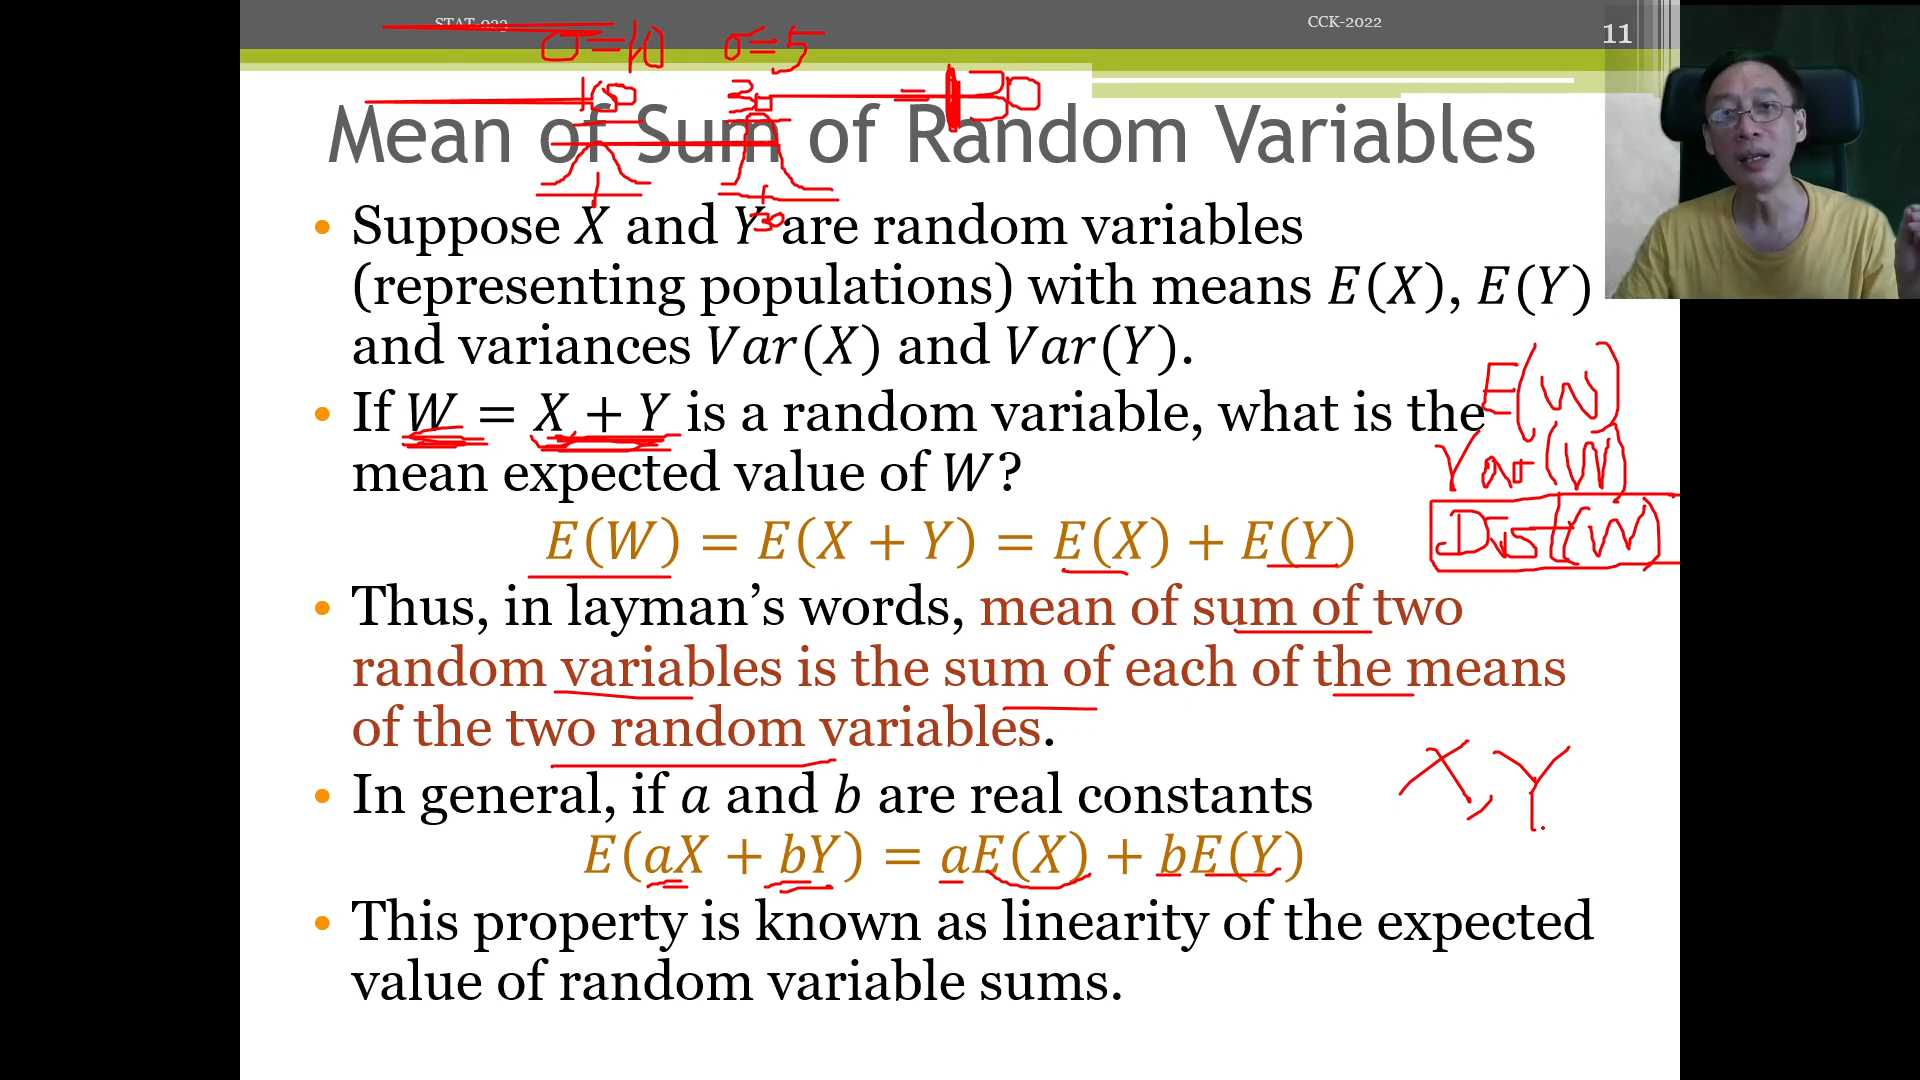 STAT-033
CCK-2022
11
σ=10 σ=5
Mean of Sum of Random Variables
30
• Suppose X and Y are random variables
(representing populations) with means E(X), E(Y)
and variances Var(X) and Var(Y).
E(W)
• If W = X + Y is a random variable, what is the
Var(W)
mean expected value of W?
E(W) = E(X + Y) = E(X) + E(Y)
Dist(W)
• Thus, in layman’s words, mean of sum of two
random variables is the sum of each of the means
of the two random variables.
X, Y
• In general, if a and b are real constants
E(aX + bY) = aE(X) + bE(Y)
• This property is known as linearity of the expected
value of random variable sums.